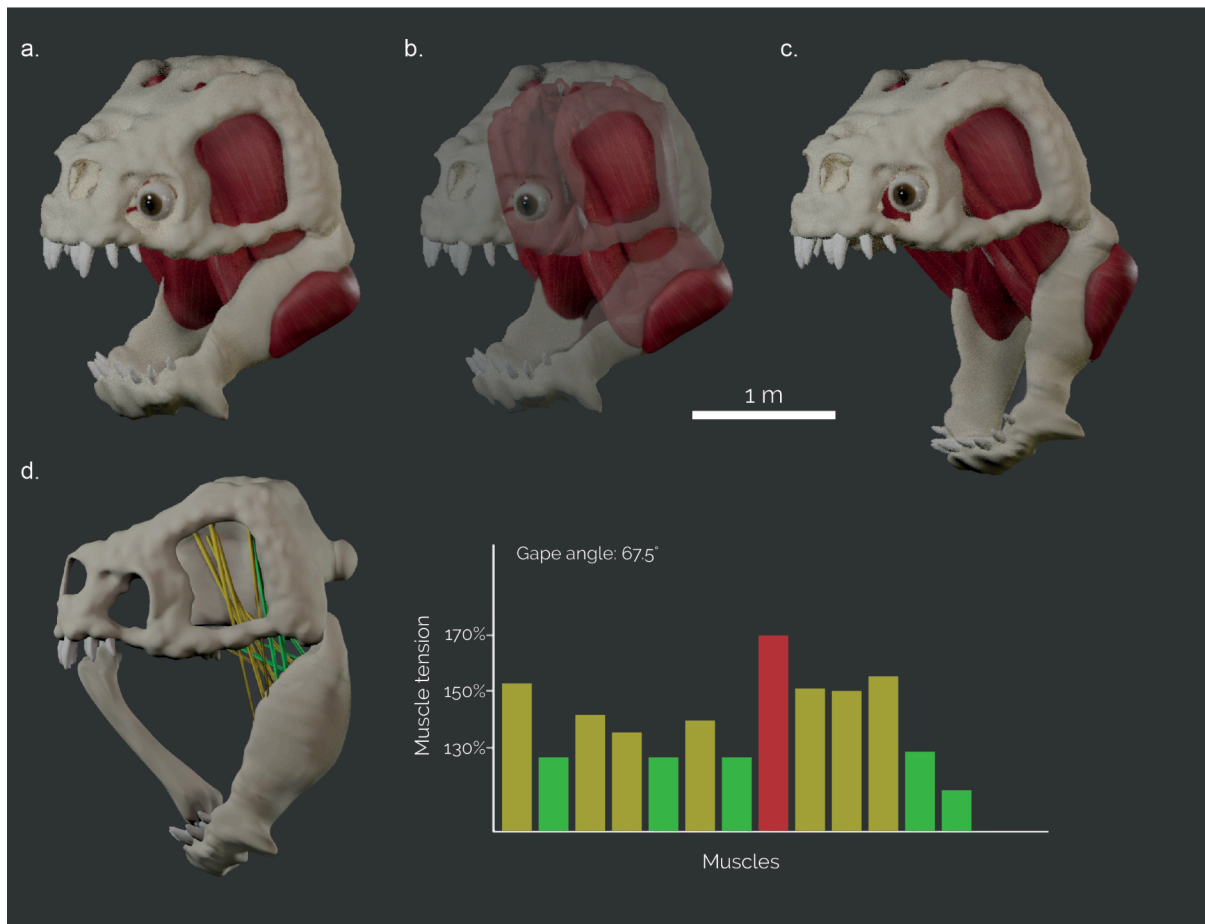 a.
b.
c.
1 m
d.
Gape angle: 67.5°
Muscle tension
170%
150%
130%
Muscles